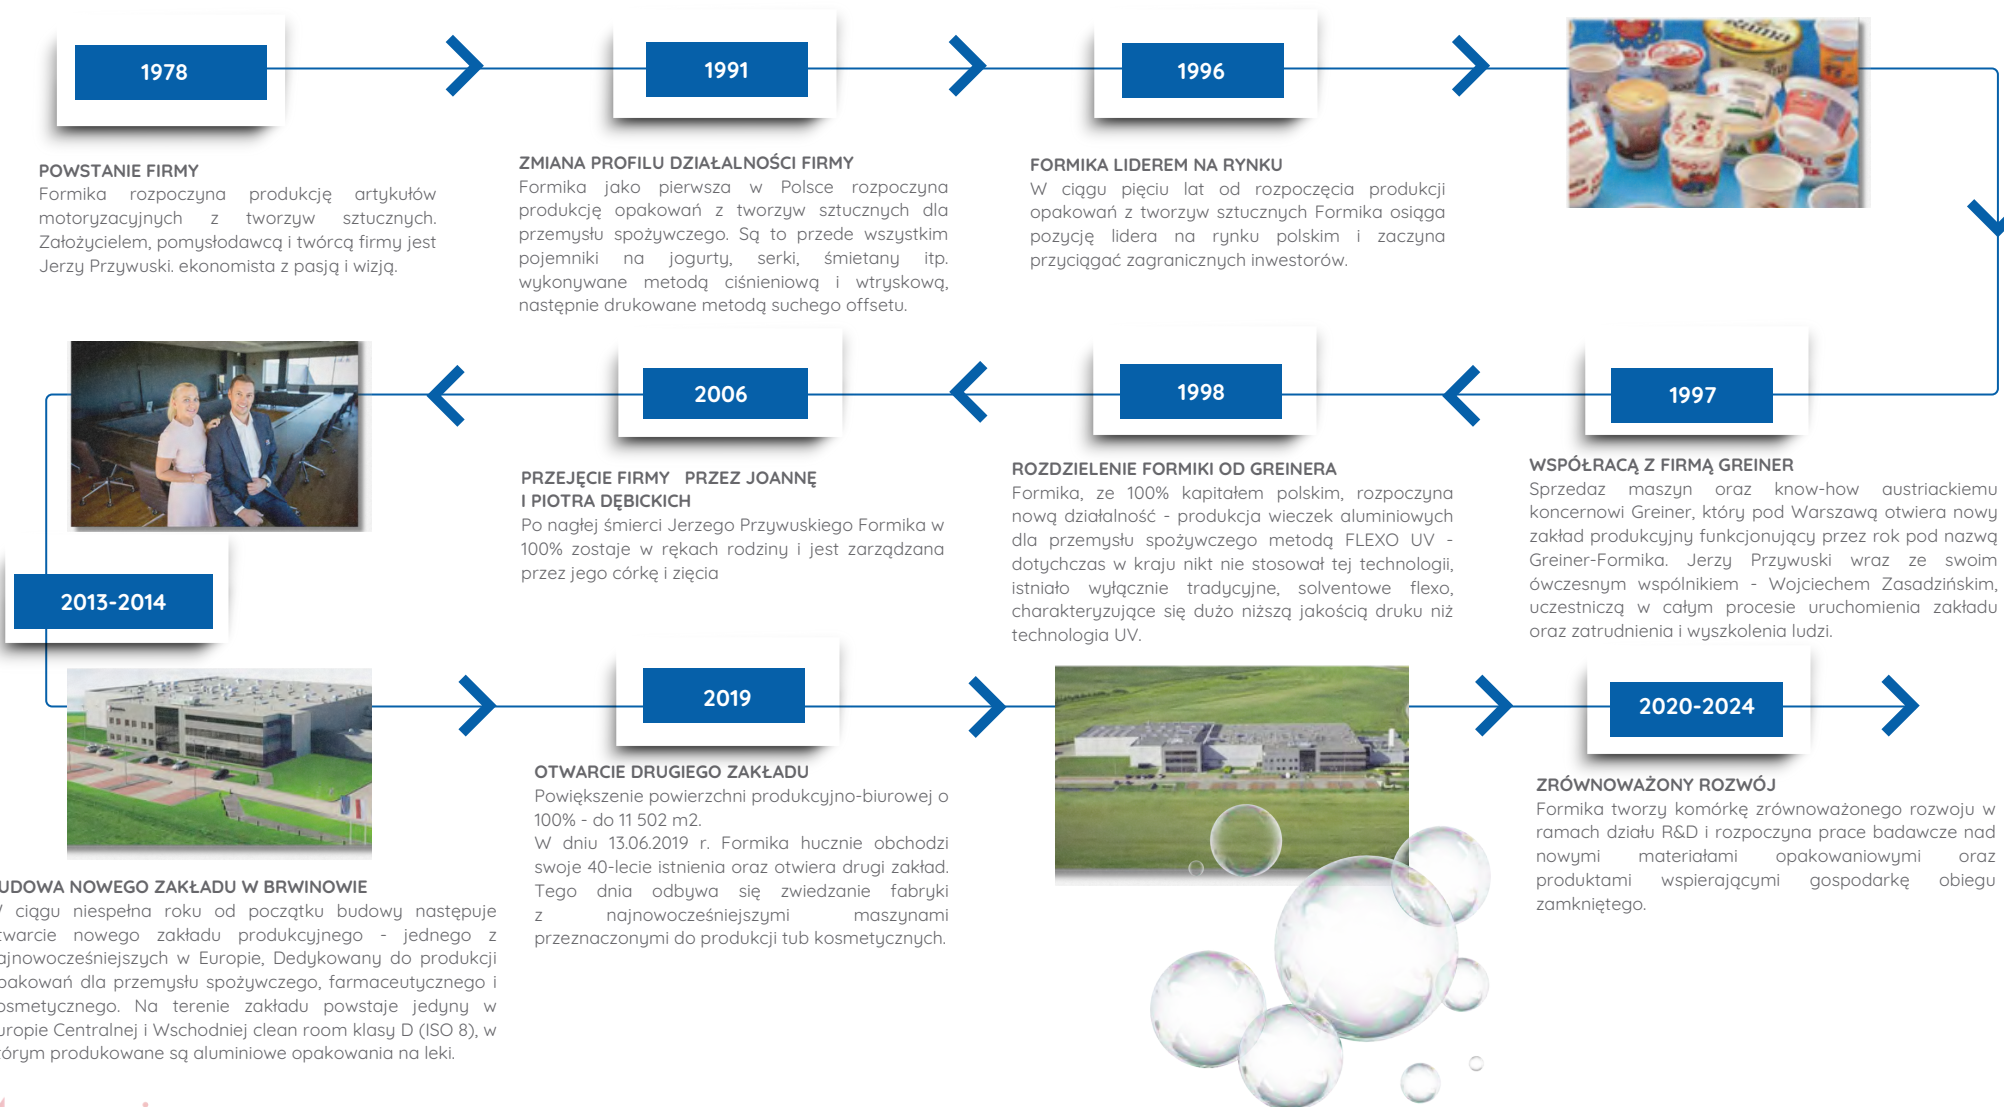 1978
POWSTANIE FIRMY
Formika rozpoczyna produkcję artykułów
motoryzacyjnych z tworzyw sztucznych.
Założycielem, pomysłodawcą i twórcą firmy jest
Jerzy Przywuski. ekonomista z pasją i wizją.
1991
ZMIANA PROFILU DZIAŁALNOŚCI FIRMY
Formika jako pierwsza w Polsce rozpoczyna
produkcję opakowań z tworzyw sztucznych dla
przemysłu spożywczego. Są to przede wszystkim
pojemniki na jogurty, serki, śmietany itp.
wykonywane metodą ciśnieniową i wtryskową,
następnie drukowane metodą suchego offsetu.
1996
FORMIKA LIDEREM NA RYNKU
W ciągu pięciu lat od rozpoczęcia produkcji
opakowań z tworzyw sztucznych Formika osiąga
pozycję lidera na rynku polskim i zaczyna
przyciągać zagranicznych inwestorów.
Rama
1997
WSPÓŁRACĄ Z FIRMĄ GREINER
Sprzedaz maszyn oraz know-how austriackiemu
koncernowi Greiner, który pod Warszawą otwiera nowy
zakład produkcyjny funkcjonujący przez rok pod nazwą
Greiner-Formika. Jerzy Przywuski wraz ze swoim
ówczesnym wspólnikiem - Wojciechem Zasadzińskim,
uczestniczą w całym procesie uruchomienia zakładu
oraz zatrudnienia i wyszkolenia ludzi.
1998
ROZDZIELENIE FORMIKI OD GREINERA
Formika, ze 100% kapitałem polskim, rozpoczyna
nową działalność - produkcja wieczek aluminiowych
dla przemysłu spożywczego metodą FLEXO UV -
dotychczas w kraju nikt nie stosował tej technologii,
istniało wyłącznie tradycyjne, solventowe flexo,
charakteryzujące się dużo niższą jakością druku niż
technologia UV.
2006
PRZEJĘCIE FIRMY PRZEZ JOANNĘ
I PIOTRA DĘBICKICH
Po nagłej śmierci Jerzego Przywuskiego Formika w
100% zostaje w rękach rodziny i jest zarządzana
przez jego córkę i zięcia
2013-2014
UDOWA NOWEGO ZAKŁADU W BRWINOWIE
ciągu niespełna roku od początku budowy następuje
twarcie nowego zakładu produkcyjnego - jednego z
ajnowocześniejszych w Europie, Dedykowany do produkcji
pakowań dla przemysłu spożywczego, farmaceutycznego i
osmetycznego. Na terenie zakładu powstaje jedyny w
uropie Centralnej i Wschodniej clean room klasy D (ISO 8), w
tórym produkowane są aluminiowe opakowania na leki.
2019
OTWARCIE DRUGIEGO ZAKŁADU
Powiększenie powierzchni produkcyjno-biurowej o
100% - do 11 502 m2.
W dniu 13.06.2019 r. Formika hucznie obchodzi
swoje 40-lecie istnienia oraz otwiera drugi zakład.
Tego dnia odbywa się zwiedzanie fabryki
z najnowocześniejszymi maszynami
przeznaczonymi do produkcji tub kosmetycznych.
2020-2024
ZRÓWNOWAŻONY ROZWÓJ
Formika tworzy komórkę zrównoważonego rozwoju w
ramach działu R&D i rozpoczyna prace badawcze nad
nowymi materiałami opakowaniowymi oraz
produktami wspierającymi gospodarkę obiegu
zamkniętego.